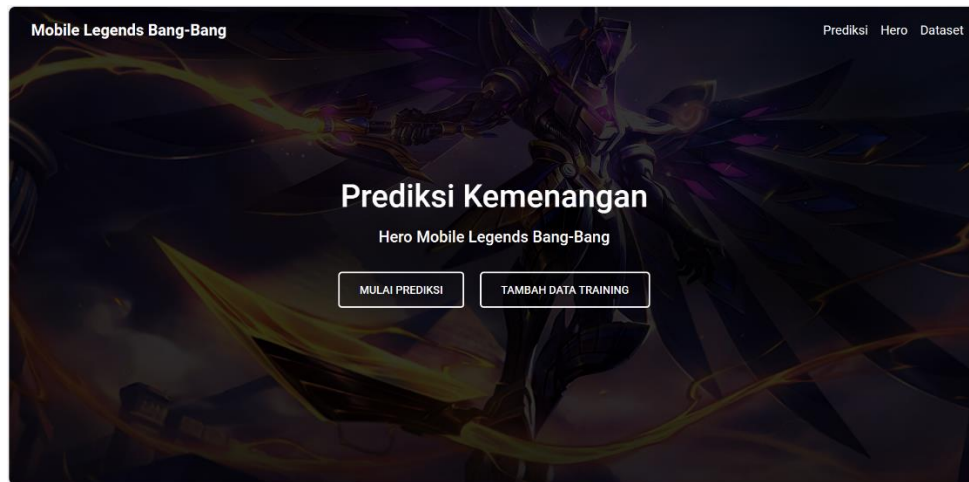 Mobile Legends Bang-Bang
Prediksi Hero Dataset
Prediksi Kemenangan
Hero Mobile Legends Bang-Bang
MULAI PREDIKSI
TAMBAH DATA TRAINING